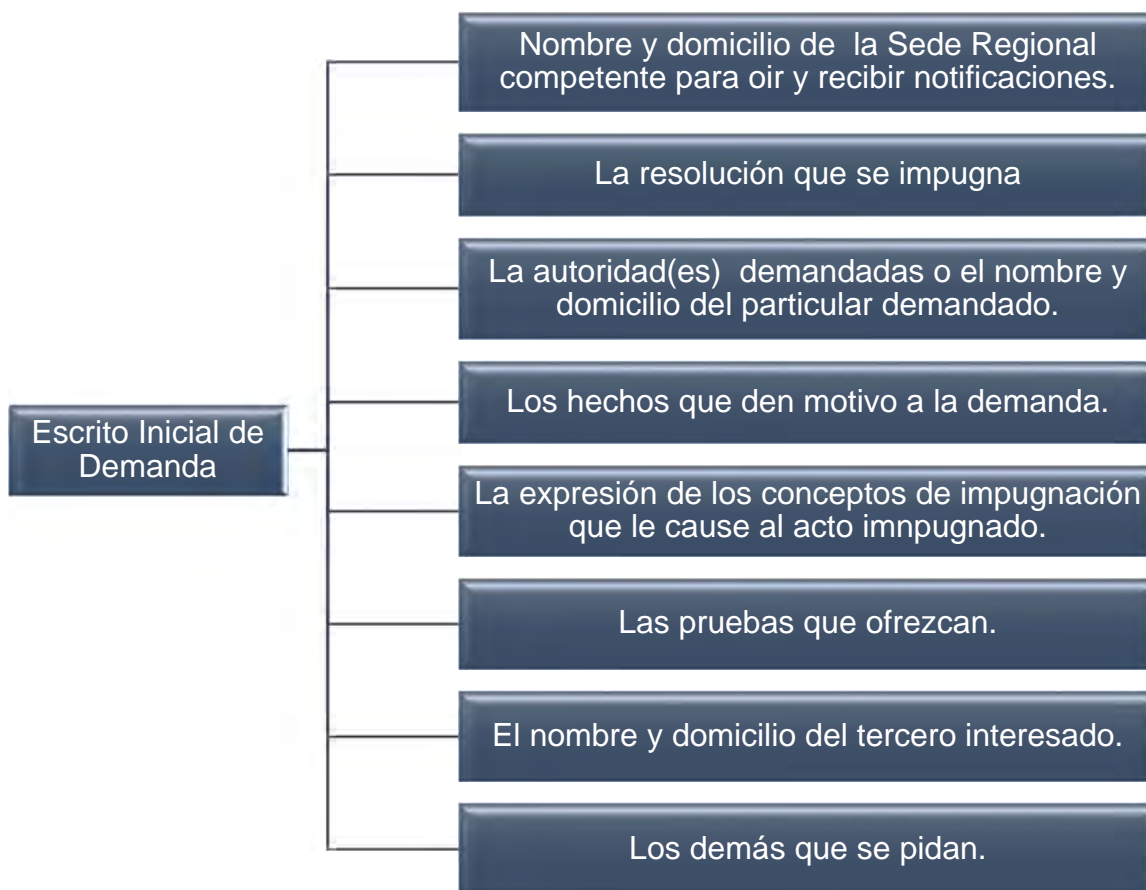 Nombre y domicilio de la Sede Regional
competente para oir y recibir notificaciones.
La resolución que se impugna
La autoridad(es) demandadas o el nombre y
domicilio del particular demandado.
Los hechos que den motivo a la demanda.
Escrito Inicial de
Demanda
La expresión de los conceptos de impugnación
que le cause al acto imnpugnado.
Las pruebas que ofrezcan.
El nombre y domicilio del tercero interesado.
Los demás que se pidan.